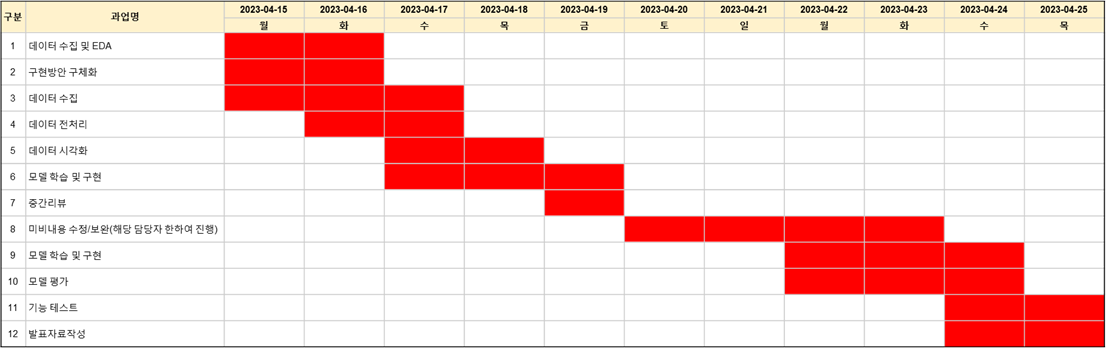 구분 과업명 2023-04-15 2023-04-16 2023-04-17 2023-04-18 2023-04-19 2023-04-20 2023-04-21 2023-04-22 2023-04-23 2023-04-24 2023-04-25
월 화 수 목 금 토 일 월 화 수 목
1 데이터 수집 및 EDA
2 구현방안 구체화
3 데이터 수집
4 데이터 전처리
5 데이터 시각화
6 모델 학습 및 구현
7 중간리뷰
8 미비내용 수정/보완(해당 담당자 한하여 진행)
9 모델 학습 및 구현
10 모델 평가
11 기능 테스트
12 발표자료작성